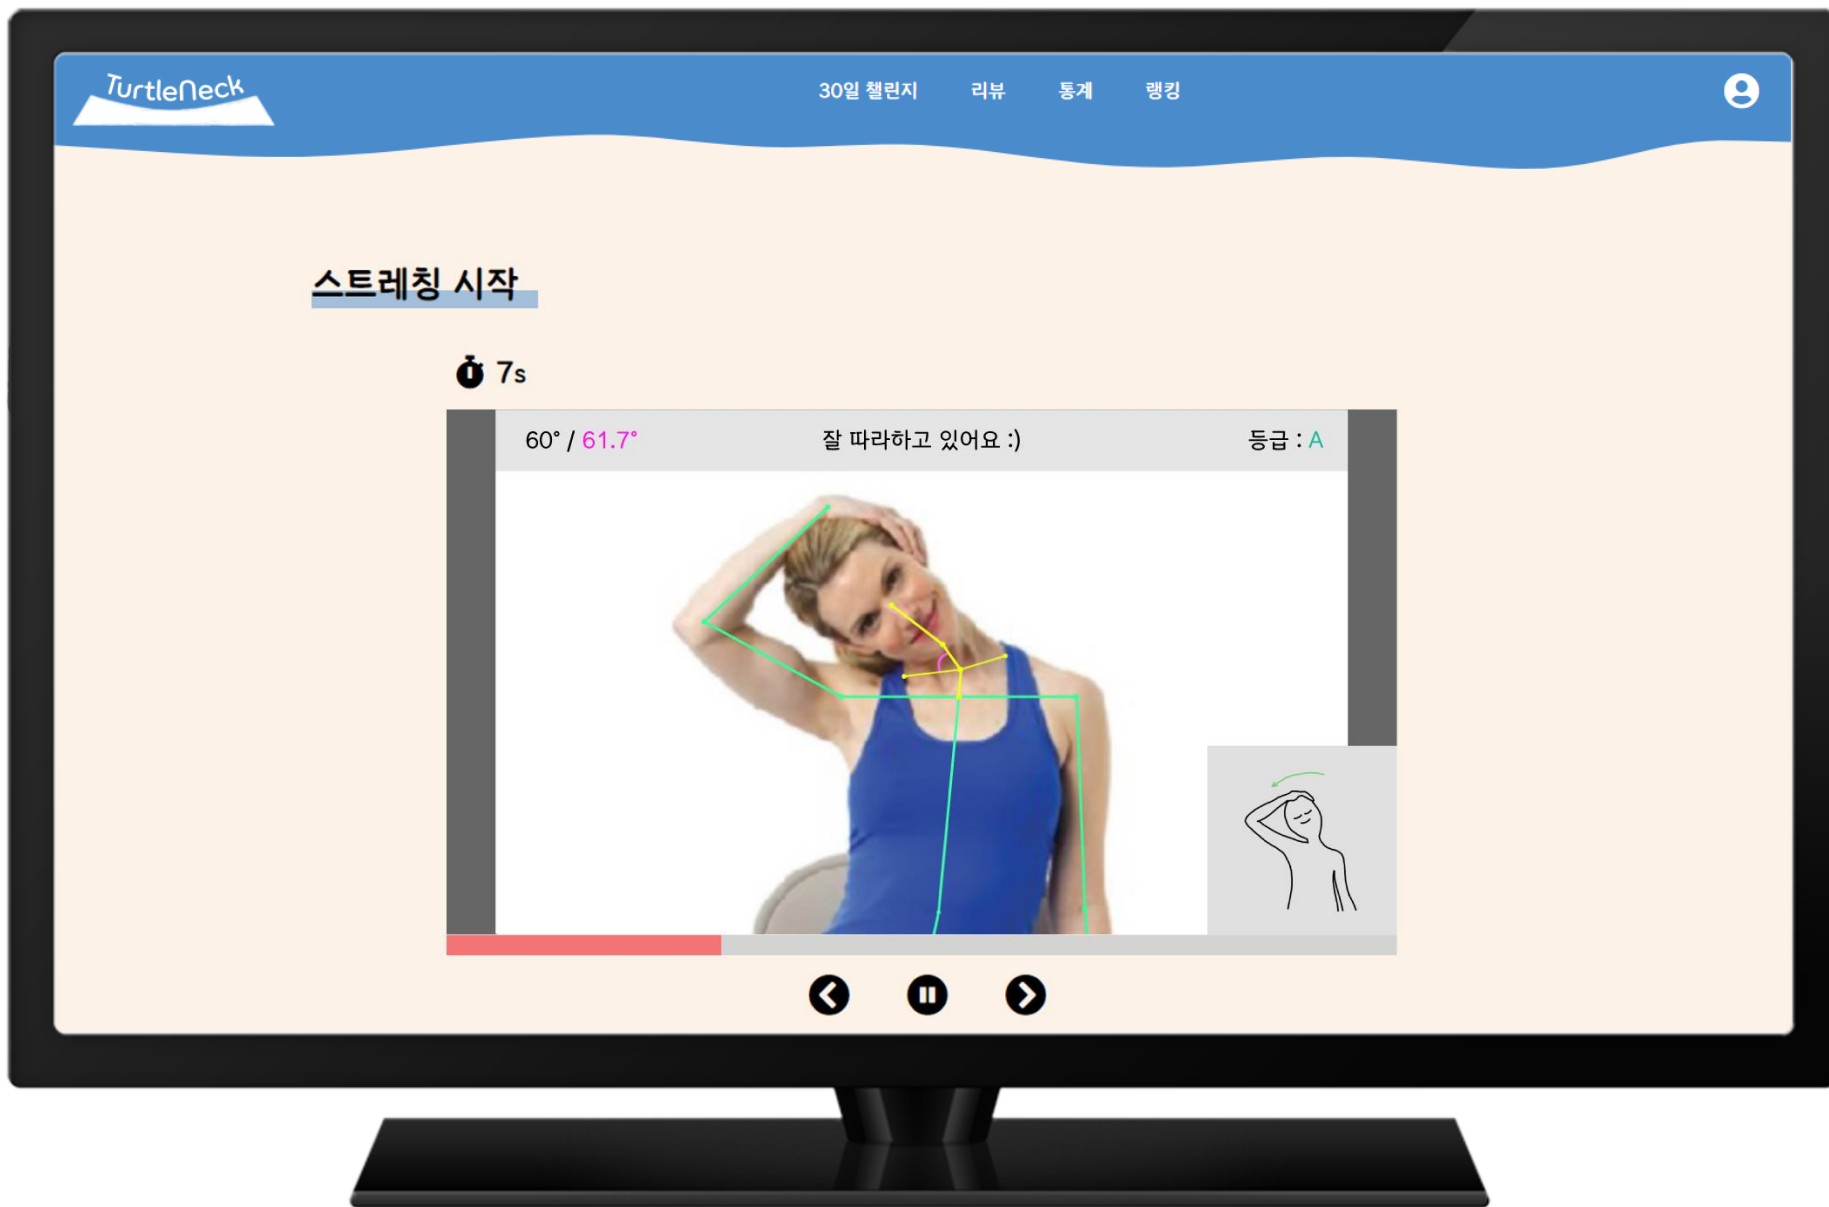 TurtleNeck
30일 챌린지 리뷰 통계 랭킹
스트레칭 시작
7s
60° / 61.7° 잘 따라하고 있어요 :) 등급 : A